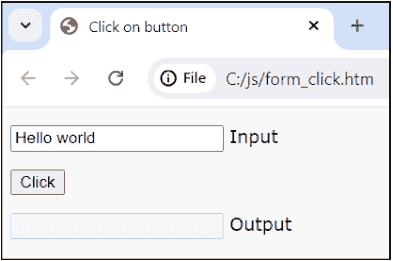 Click on button
File C:/js/form_click.htm
Hello world Input
Click
Output